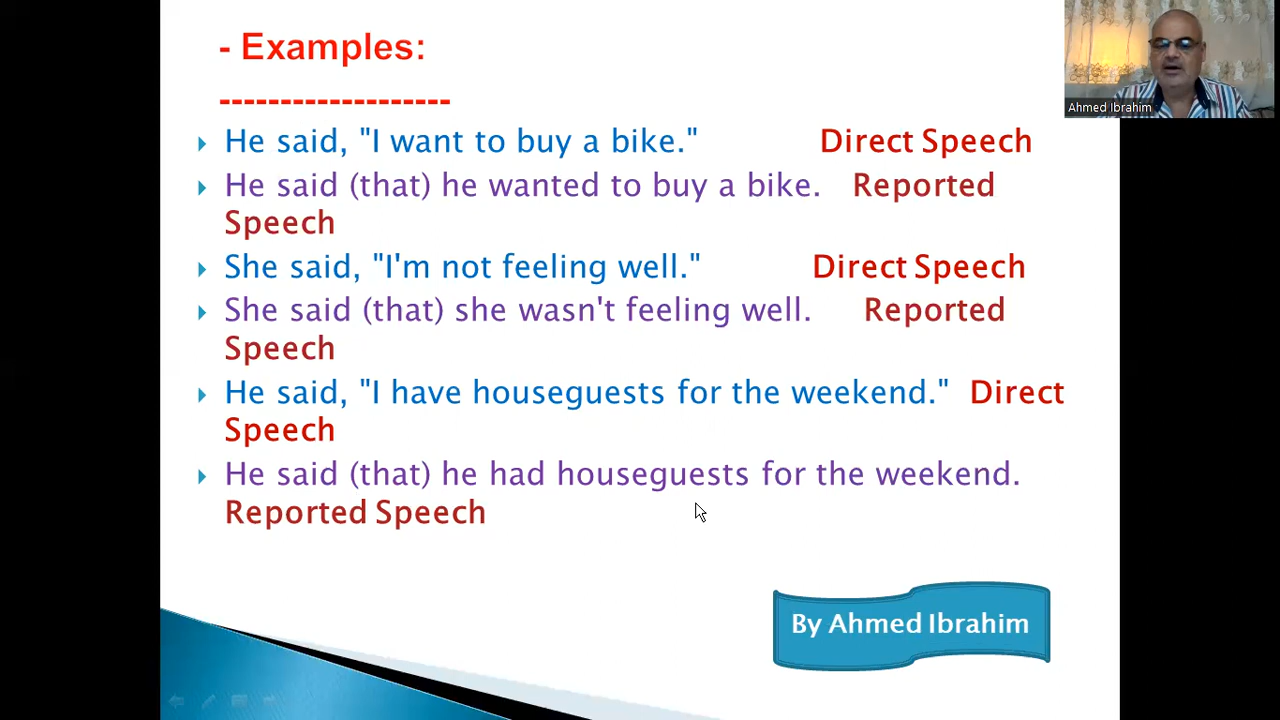 - Examples:
-------------------
He said, "I want to buy a bike." Direct Speech
He said (that) he wanted to buy a bike. Reported
Speech
She said, "I'm not feeling well." Direct Speech
She said (that) she wasn't feeling well. Reported
Speech
He said, "I have houseguests for the weekend." Direct
Speech
He said (that) he had houseguests for the weekend.
Reported Speech
By Ahmed Ibrahim
Ahmed Ibrahim